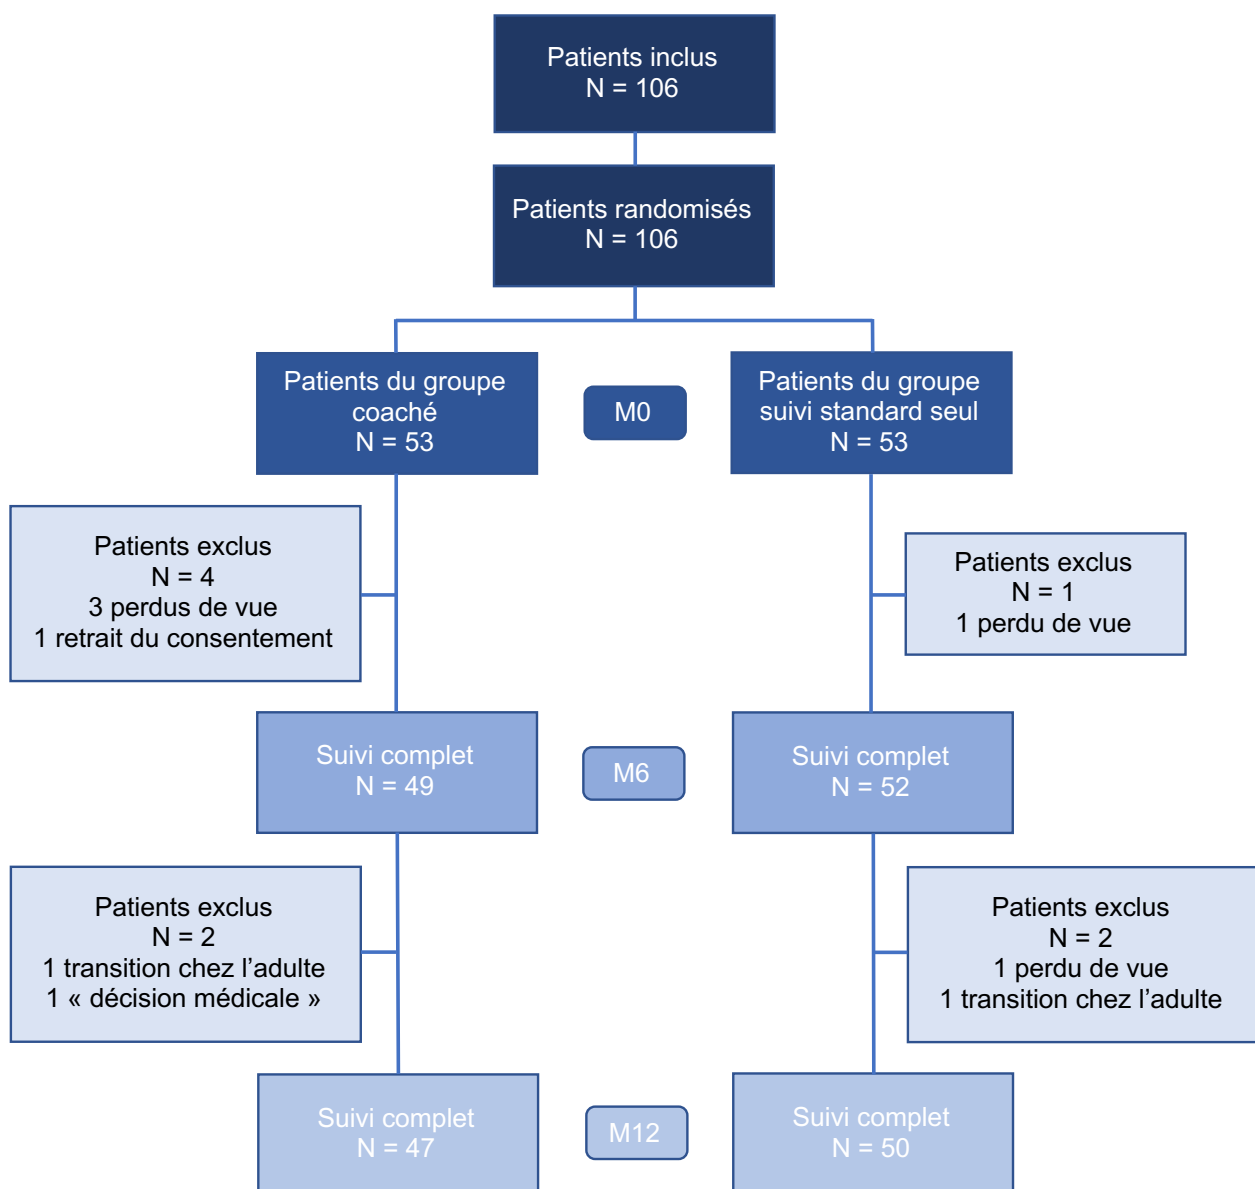 Patients inclus
N = 106
Patients randomisés
N = 106
Patients du groupe
coaché
N = 53
M0
Patients du groupe
suivi standard seul
N = 53
Patients exclus
N = 4
3 perdus de vue
1 retrait du consentement
Patients exclus
N = 1
1 perdu de vue
Suivi complet
N = 49
M6
Suivi complet
N = 52
Patients exclus
N = 2
1 transition chez l’adulte
1 « décision médicale »
Patients exclus
N = 2
1 perdu de vue
1 transition chez l’adulte
Suivi complet
N = 47
M12
Suivi complet
N = 50